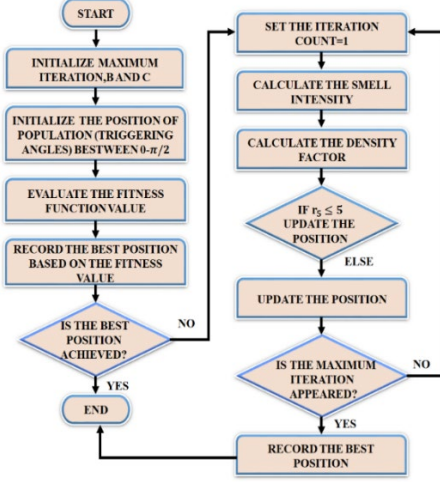 START
INITIALIZE MAXIMUM
ITERATION,B AND C
INITIALIZE THE POSITION OF
POPULATION (TRIGGERING
ANGLES) BESTWEEN 0-π/2
EVALUATE THE FITNESS
FUNCTION VALUE
RECORD THE BEST POSITION
BASED ON THE FITNESS
VALUE
IS THE BEST
POSITION
ACHIEVED?
NO
YES
END
SET THE ITERATION
COUNT=1
CALCULATE THE SMELL
INTENSITY
CALCULATE THE DENSITY
FACTOR
IF r₅ ≤ 5
UPDATE THE
POSITION
ELSE
UPDATE THE POSITION
IS THE MAXIMUM
ITERATION
APPEARED?
NO
YES
RECORD THE BEST
POSITION